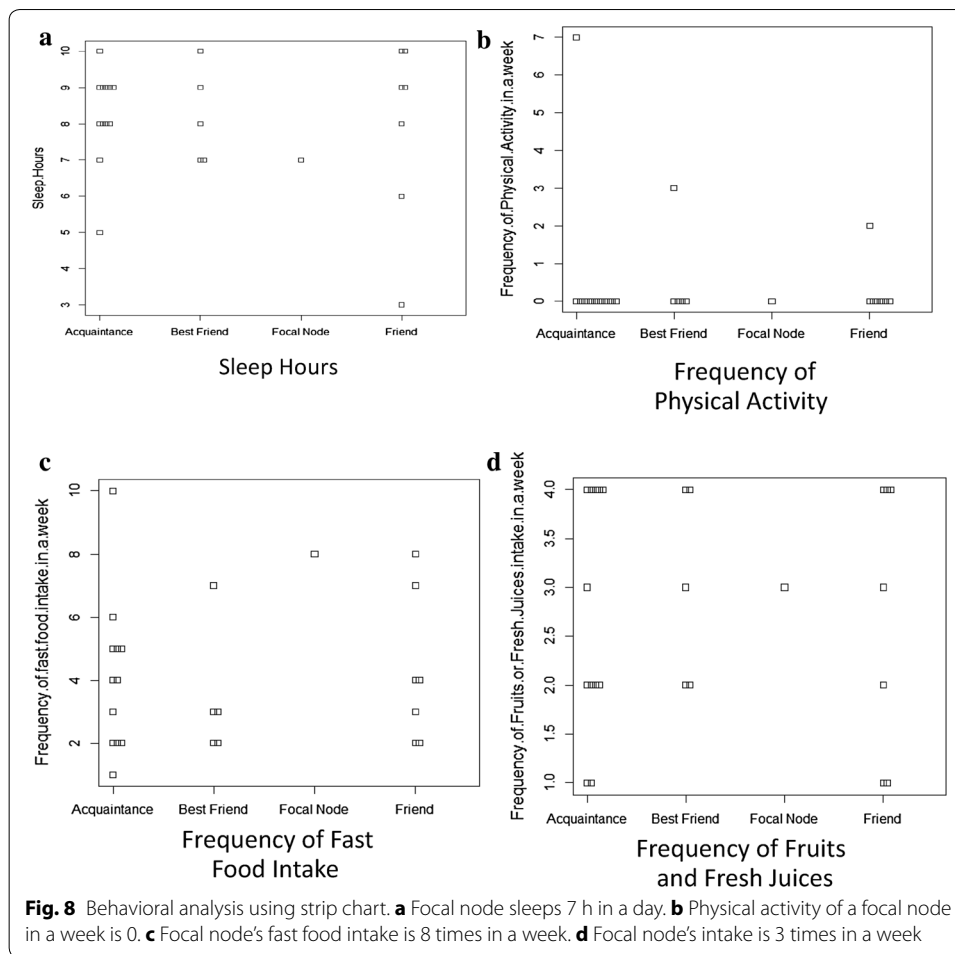 a
10
9
8
7
6
5
4
3
Sleep.Hours
Acquaintance Best Friend Focal Node Friend
Sleep Hours
b
7
6
5
4
3
2
1
0
Frequency.of.Physical.Activity.in.a.week
Acquaintance Best Friend Focal Node Friend
Frequency of
Physical Activity
c
10
8
6
4
2
Frequency.of.fast.food.intake.in.a.week
Acquaintance Best Friend Focal Node Friend
Frequency of Fast
Food Intake
d
4.0
3.5
3.0
2.5
2.0
1.5
1.0
Frequency.of.Fruits.or.Fresh.Juices.intake.in.a.week
Acquaintance Best Friend Focal Node Friend
Frequency of Fruits
and Fresh Juices
Fig. 8 Behavioral analysis using strip chart. a Focal node sleeps 7 h in a day. b Physical activity of a focal node
in a week is 0. c Focal node's fast food intake is 8 times in a week. d Focal node's intake is 3 times in a week